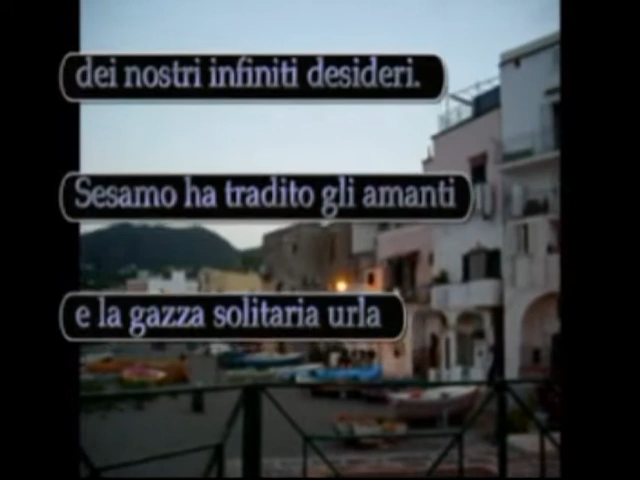 dei nostri infiniti desideri.
Sesamo ha tradito gli amanti
e la gazza solitaria urla